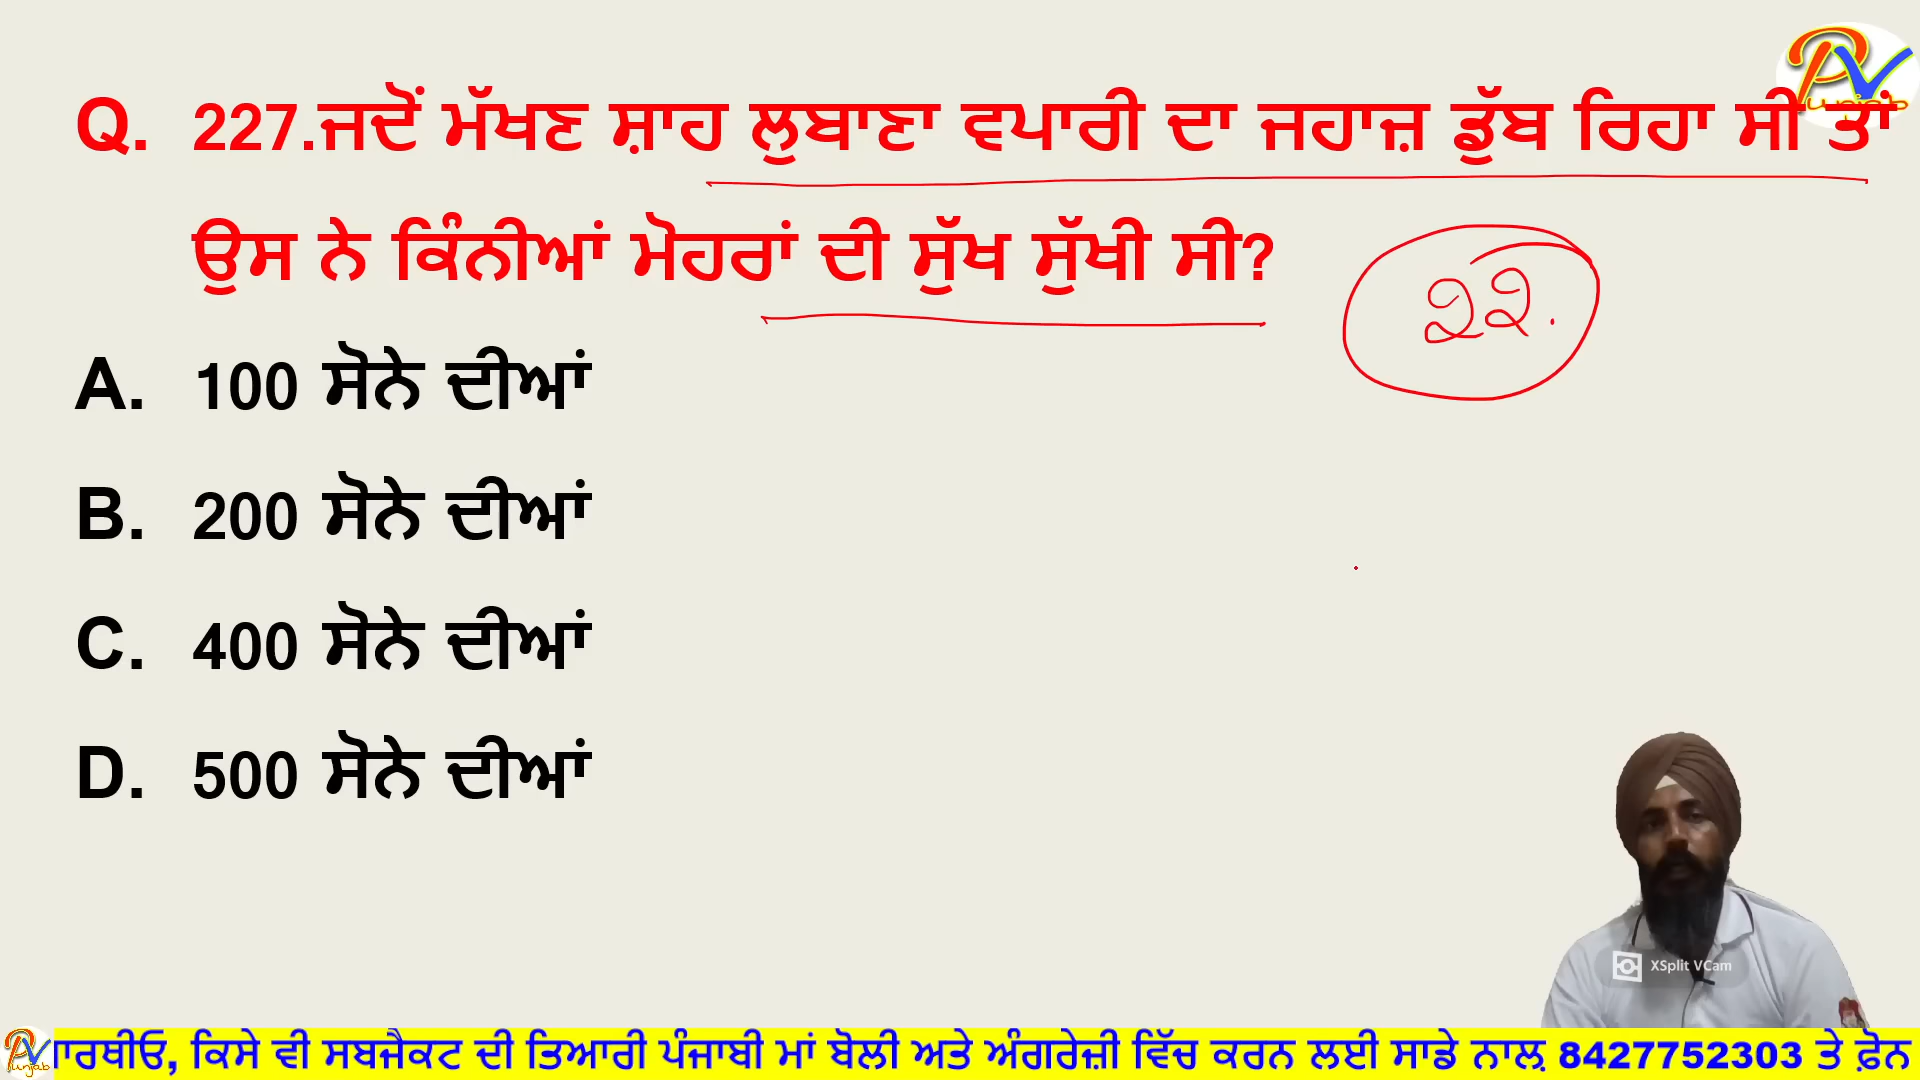 Q. 227.ਜਦੋਂ ਮੱਖਣ ਸ਼ਾਹ ਲੁਬਾਣਾ ਵਪਾਰੀ ਦਾ ਜਹਾਜ਼ ਡੁੱਬ ਰਿਹਾ ਸੀ ਤਾਂ
ਉਸ ਨੇ ਕਿੰਨੀਆਂ ਮੋਹਰਾਂ ਦੀ ਸੁੱਖ ਸੁੱਖੀ ਸੀ?
22.
A. 100 ਸੋਨੇ ਦੀਆਂ
B. 200 ਸੋਨੇ ਦੀਆਂ
C. 400 ਸੋਨੇ ਦੀਆਂ
D. 500 ਸੋਨੇ ਦੀਆਂ
XSplit VCam
ਾਰਥੀਓ, ਕਿਸੇ ਵੀ ਸਬਜੈਕਟ ਦੀ ਤਿਆਰੀ ਪੰਜਾਬੀ ਮਾਂ ਬੋਲੀ ਅਤੇ ਅੰਗਰੇਜ਼ੀ ਵਿੱਚ ਕਰਨ ਲਈ ਸਾਡੇ ਨਾਲ਼ 8427752303 ਤੇ ਫ਼ੋਨ